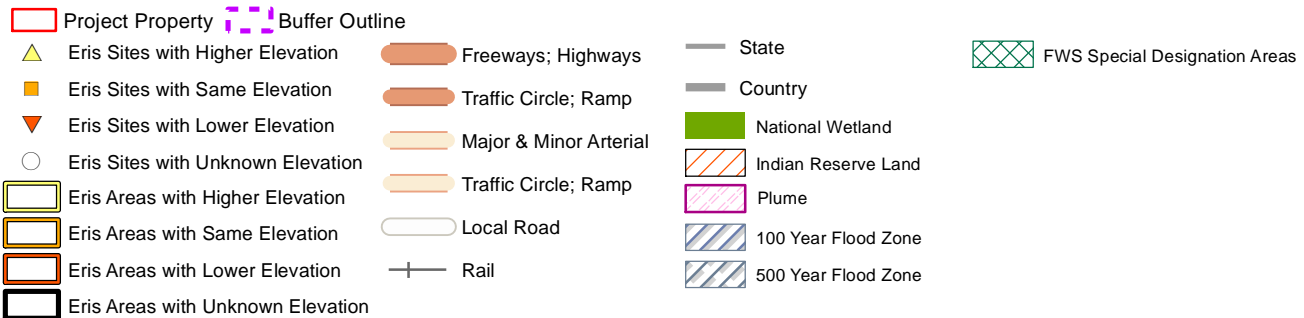 Project Property Buffer Outline
Eris Sites with Higher Elevation
Eris Sites with Same Elevation
Eris Sites with Lower Elevation
Eris Sites with Unknown Elevation
Eris Areas with Higher Elevation
Eris Areas with Same Elevation
Eris Areas with Lower Elevation
Eris Areas with Unknown Elevation
Freeways; Highways
Traffic Circle; Ramp
Major & Minor Arterial
Traffic Circle; Ramp
Local Road
Rail
State
Country
National Wetland
Indian Reserve Land
Plume
100 Year Flood Zone
500 Year Flood Zone
FWS Special Designation Areas